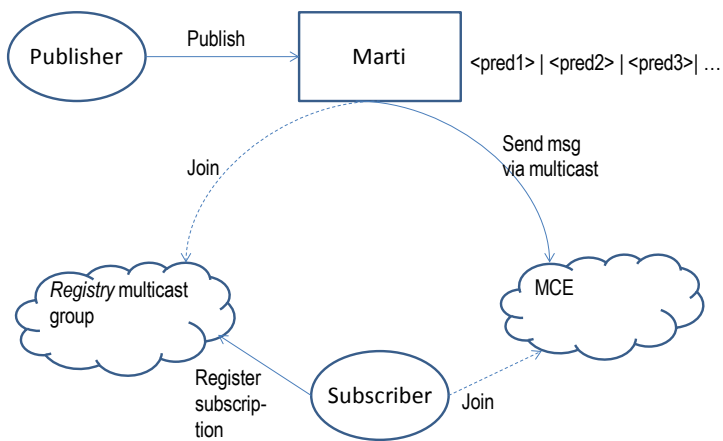 Publisher
Publish
Marti
<pred1> | <pred2> | <pred3>| …
Join
Send msg
via multicast
Registry multicast
group
MCE
Register
subscrip-
tion
Subscriber
Join